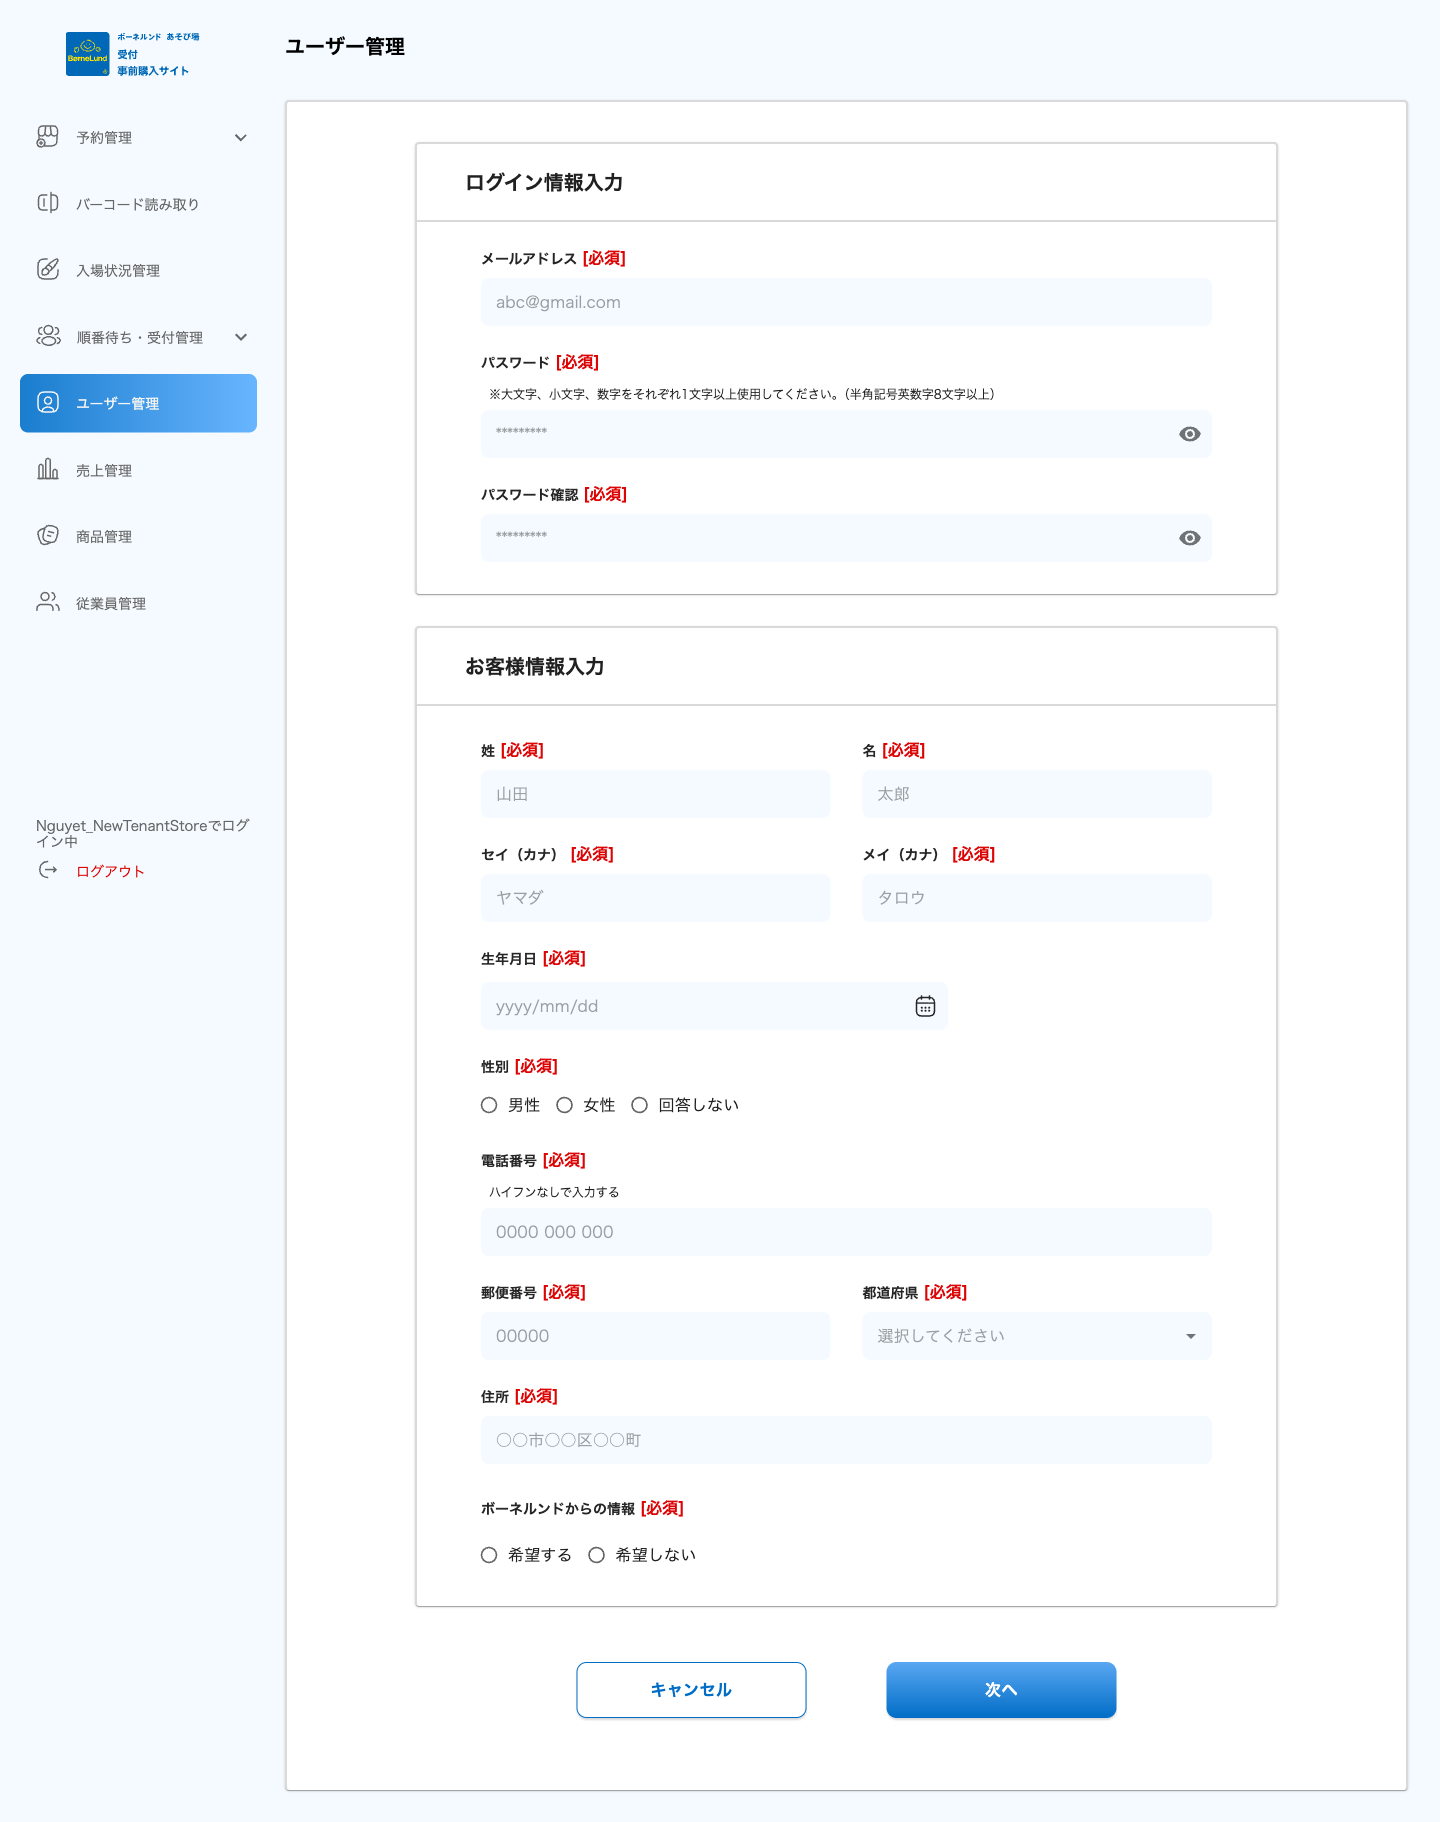 BørneLund
ボーネルンド あそび場
受付
事前購入サイト
予約管理
バーコード読み取り
入場状況管理
順番待ち・受付管理
ユーザー管理
売上管理
商品管理
従業員管理
Nguyet_NewTenantStoreでログ
イン中
ログアウト
ユーザー管理
ログイン情報入力
メールアドレス [必須]
abc@gmail.com
パスワード [必須]
※大文字、小文字、数字をそれぞれ1文字以上使用してください。（半角記号英数字8文字以上）
*********
パスワード確認 [必須]
*********
お客様情報入力
姓 [必須] 名 [必須]
山田 太郎
セイ（カナ） [必須] メイ（カナ） [必須]
ヤマダ タロウ
生年月日 [必須]
yyyy/mm/dd
性別 [必須]
男性 女性 回答しない
電話番号 [必須]
ハイフンなしで入力する
0000 000 000
郵便番号 [必須] 都道府県 [必須]
00000 選択してください
住所 [必須]
〇〇市〇〇区〇〇町
ボーネルンドからの情報 [必須]
希望する 希望しない
キャンセル 次へ